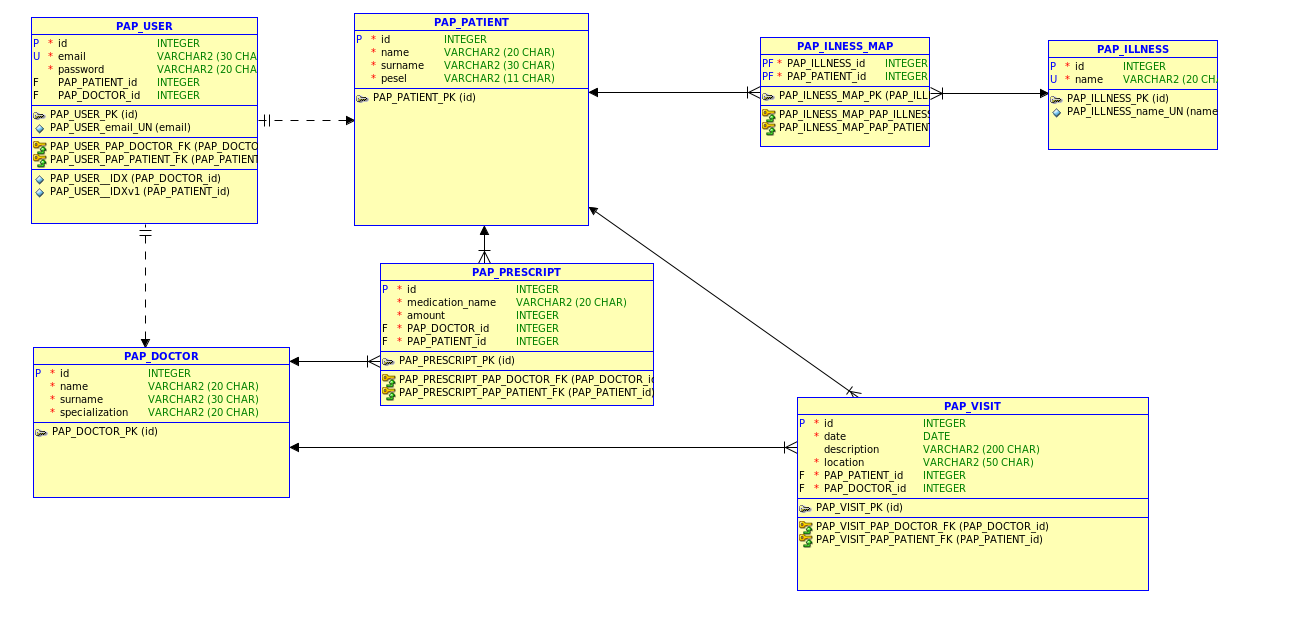 PAP_USER
P * id INTEGER
U * email VARCHAR2 (30 CHA
* password VARCHAR2 (20 CHA
F PAP_PATIENT_id INTEGER
F PAP_DOCTOR_id INTEGER
PAP_USER_PK (id)
PAP_USER_email_UN (email)
PAP_USER_PAP_DOCTOR_FK (PAP_DOCTO
PAP_USER_PAP_PATIENT_FK (PAP_PATIENT
PAP_USER__IDX (PAP_DOCTOR_id)
PAP_USER__IDXv1 (PAP_PATIENT_id)
PAP_PATIENT
P * id INTEGER
* name VARCHAR2 (20 CHAR)
* surname VARCHAR2 (30 CHAR)
* pesel VARCHAR2 (11 CHAR)
PAP_PATIENT_PK (id)
PAP_ILNESS_MAP
PF * PAP_ILLNESS_id INTEGER
PF * PAP_PATIENT_id INTEGER
PAP_ILNESS_MAP_PK (PAP_ILL
PAP_ILNESS_MAP_PAP_ILLNESS
PAP_ILNESS_MAP_PAP_PATIENT
PAP_ILLNESS
P * id INTEGER
U * name VARCHAR2 (20 CH
PAP_ILLNESS_PK (id)
PAP_ILLNESS_name_UN (name
PAP_PRESCRIPT
P * id INTEGER
* medication_name VARCHAR2 (20 CHAR)
* amount INTEGER
F * PAP_DOCTOR_id INTEGER
F * PAP_PATIENT_id INTEGER
PAP_PRESCRIPT_PK (id)
PAP_PRESCRIPT_PAP_DOCTOR_FK (PAP_DOCTOR_id
PAP_PRESCRIPT_PAP_PATIENT_FK (PAP_PATIENT_id)
PAP_DOCTOR
P * id INTEGER
* name VARCHAR2 (20 CHAR)
* surname VARCHAR2 (30 CHAR)
* specialization VARCHAR2 (20 CHAR)
PAP_DOCTOR_PK (id)
PAP_VISIT
P * id INTEGER
* date DATE
description VARCHAR2 (200 CHAR)
* location VARCHAR2 (50 CHAR)
F * PAP_PATIENT_id INTEGER
F * PAP_DOCTOR_id INTEGER
PAP_VISIT_PK (id)
PAP_VISIT_PAP_DOCTOR_FK (PAP_DOCTOR_id)
PAP_VISIT_PAP_PATIENT_FK (PAP_PATIENT_id)